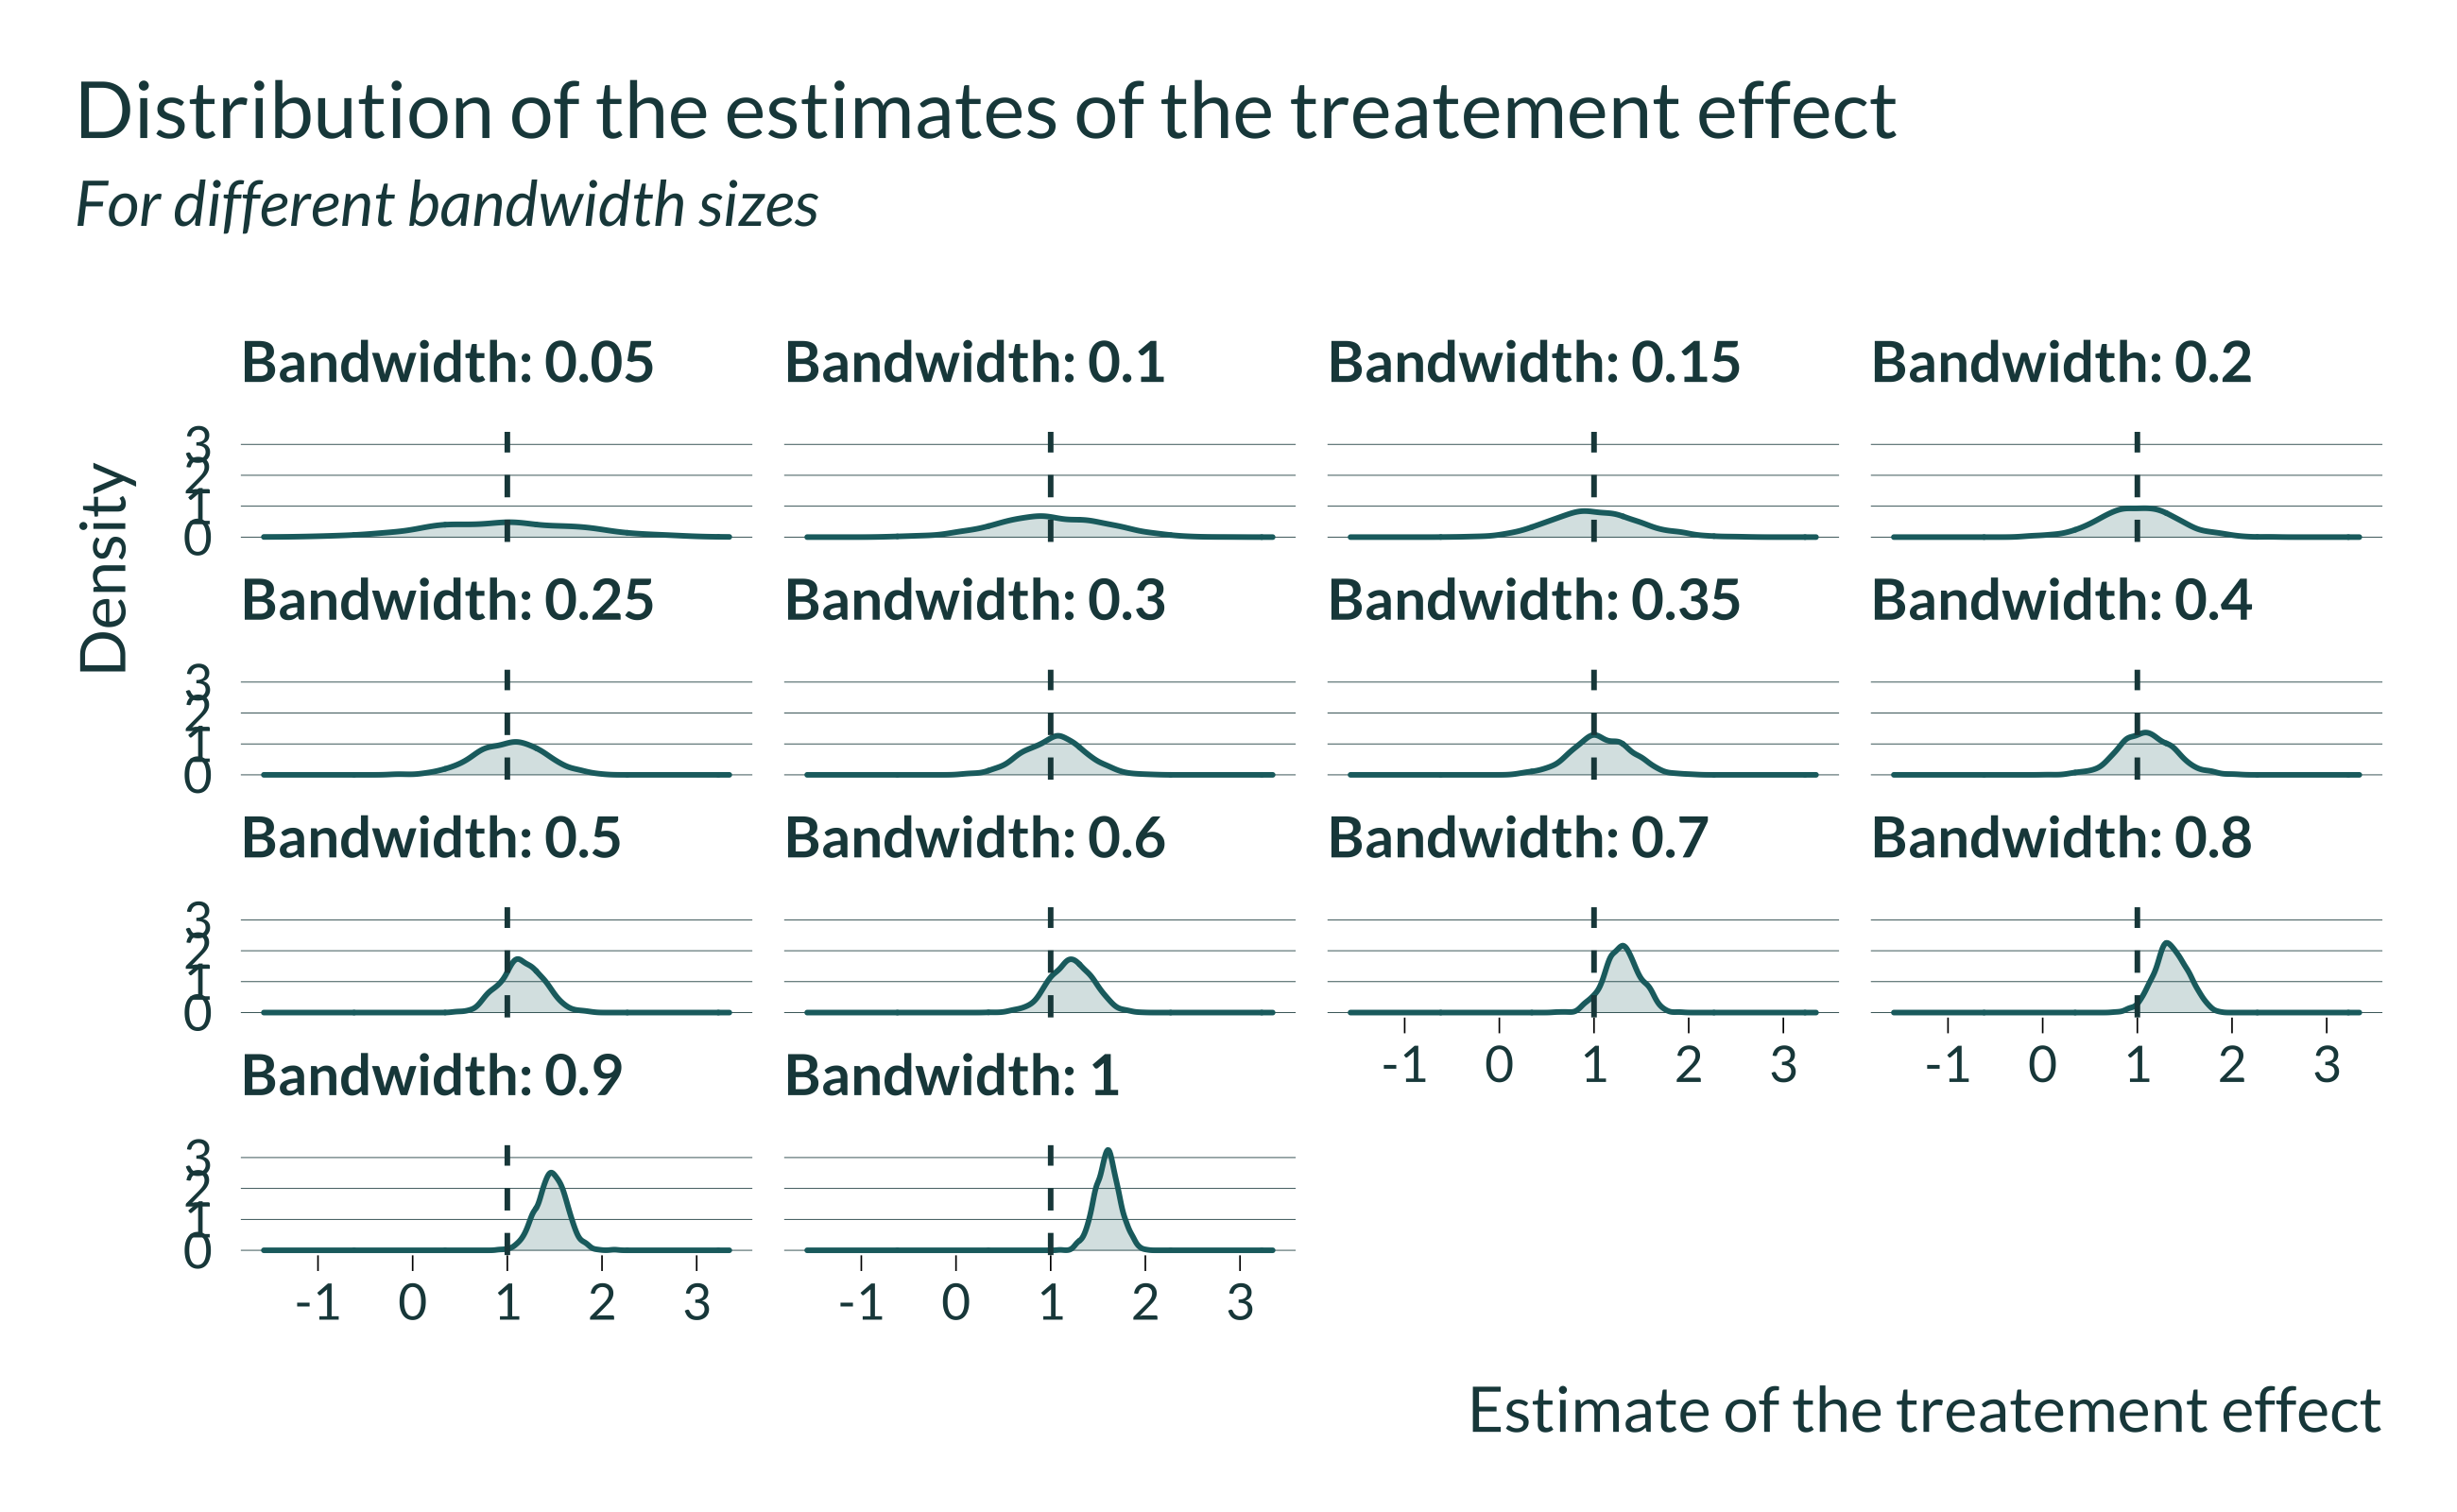 Distribution of the estimates of the treatement effect
For different bandwidth sizes
Density
Bandwidth: 0.05 Bandwidth: 0.1 Bandwidth: 0.15 Bandwidth: 0.2
3
2
1
0
Bandwidth: 0.25 Bandwidth: 0.3 Bandwidth: 0.35 Bandwidth: 0.4
3
2
1
0
Bandwidth: 0.5 Bandwidth: 0.6 Bandwidth: 0.7 Bandwidth: 0.8
3
2
1
0
-1 0 1 2 3 -1 0 1 2 3
Bandwidth: 0.9 Bandwidth: 1
3
2
1
0
-1 0 1 2 3 -1 0 1 2 3
Estimate of the treatement effect